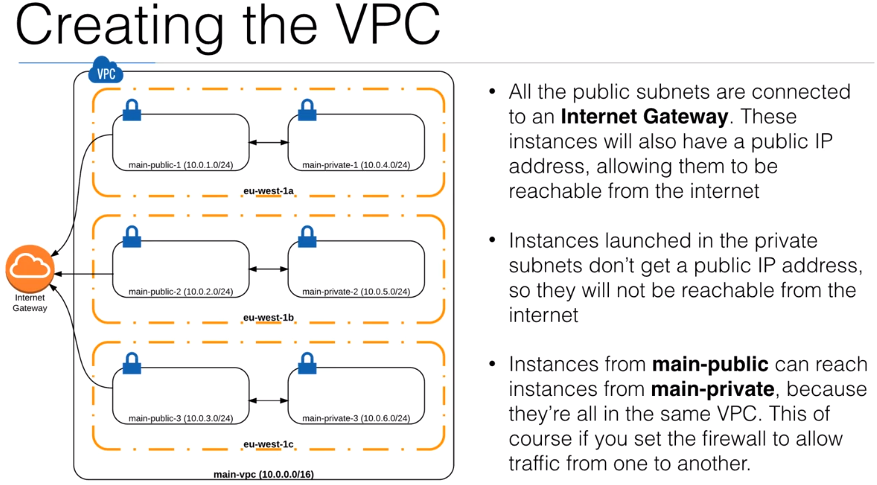 Creating the VPC
VPC
main-public-1 (10.0.1.0/24)
main-private-1 (10.0.4.0/24)
eu-west-1a
main-public-2 (10.0.2.0/24)
main-private-2 (10.0.5.0/24)
eu-west-1b
main-public-3 (10.0.3.0/24)
main-private-3 (10.0.6.0/24)
eu-west-1c
main-vpc (10.0.0.0/16)
Internet
Gateway
• All the public subnets are connected
to an Internet Gateway. These
instances will also have a public IP
address, allowing them to be
reachable from the internet
• Instances launched in the private
subnets don’t get a public IP address,
so they will not be reachable from the
internet
• Instances from main-public can reach
instances from main-private, because
they’re all in the same VPC. This of
course if you set the firewall to allow
traffic from one to another.